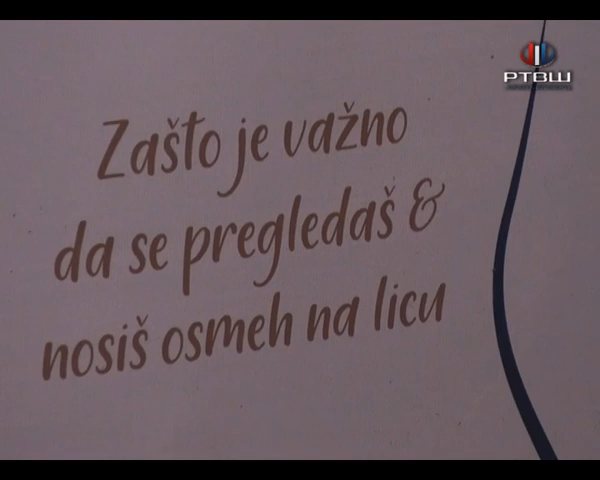 РТВШ
Zašto je važno
da se pregledaš &
nosiš osmeh na licu